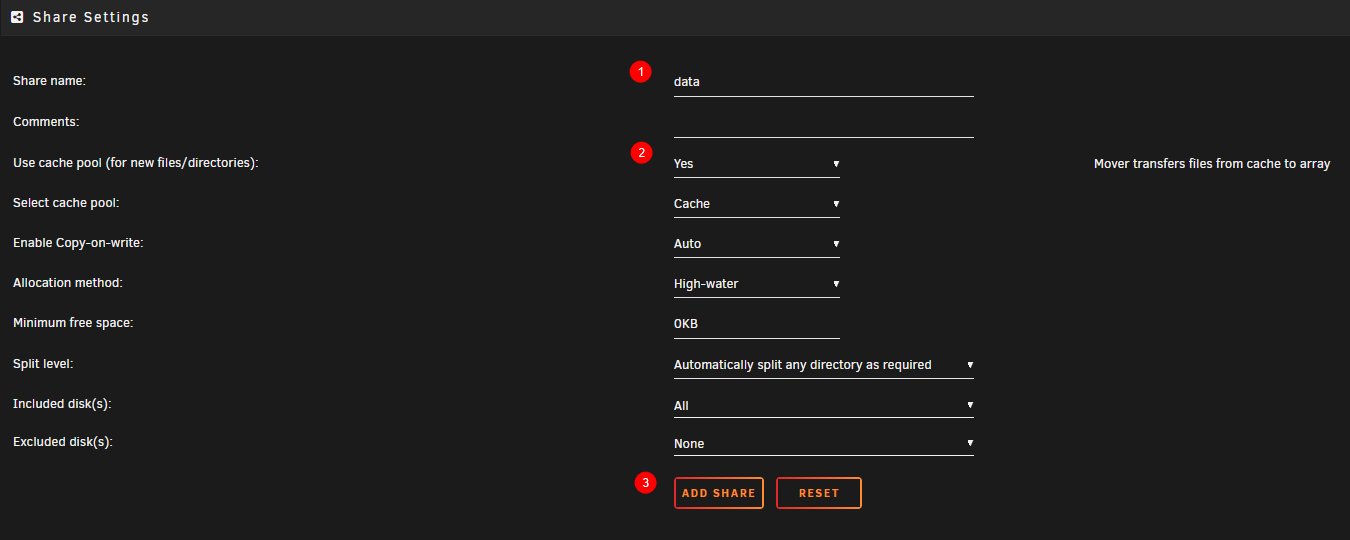 Share Settings
Share name: 1 data
Comments:
Use cache pool (for new files/directories): 2 Yes Mover transfers files from cache to array
Select cache pool: Cache
Enable Copy-on-write: Auto
Allocation method: High-water
Minimum free space: 0KB
Split level: Automatically split any directory as required
Included disk(s): All
Excluded disk(s): None
3 ADD SHARE RESET